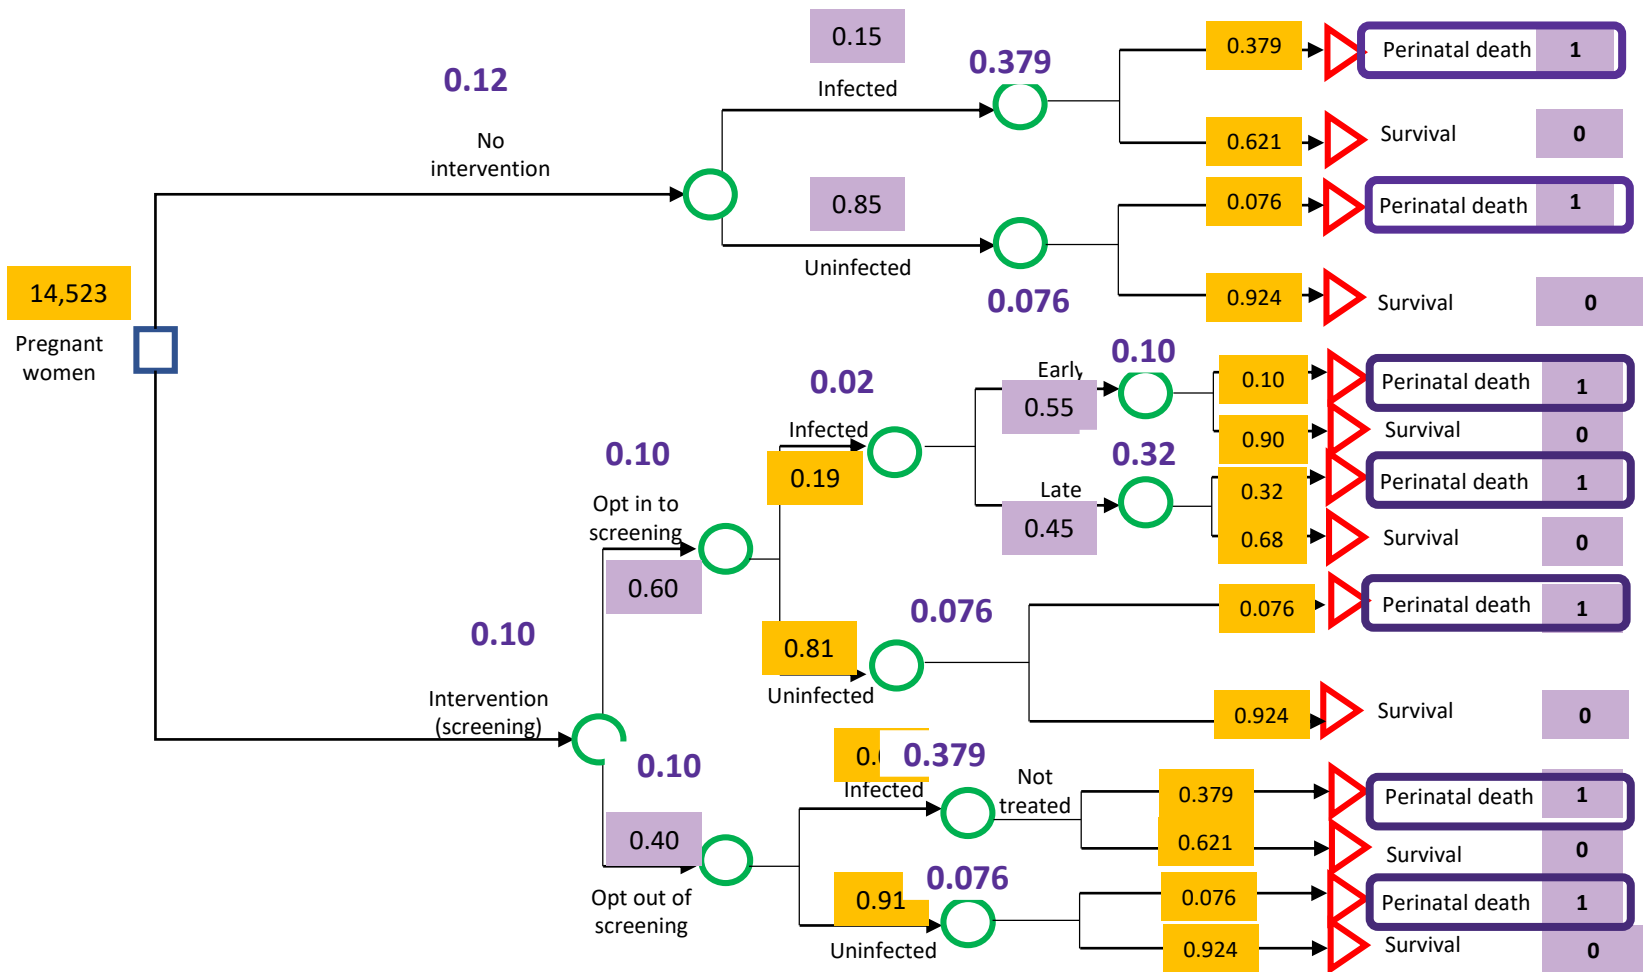 0.15
0.379
0.379
Perinatal death 1
0.12
Infected
No
intervention
0.621
Survival 0
0.85
0.076
Perinatal death 1
Uninfected
0.076
0.924
Survival 0
14,523
Pregnant
women
0.02
Early
0.55
0.10
0.10
Perinatal death 1
0.90
Survival 0
Infected
0.19
0.10
Opt in to
screening
0.60
Late
0.45
0.32
0.32
Perinatal death 1
0.68
Survival 0
0.076
0.076
Perinatal death 1
0.81
Uninfected
0.924
Survival 0
0.10
Intervention
(screening)
0.10
0.40
Opt out of
screening
0.379
Infected
Not
treated
0.379
Perinatal death 1
0.621
Survival 0
0.91
0.076
Uninfected
0.076
Perinatal death 1
0.924
Survival 0